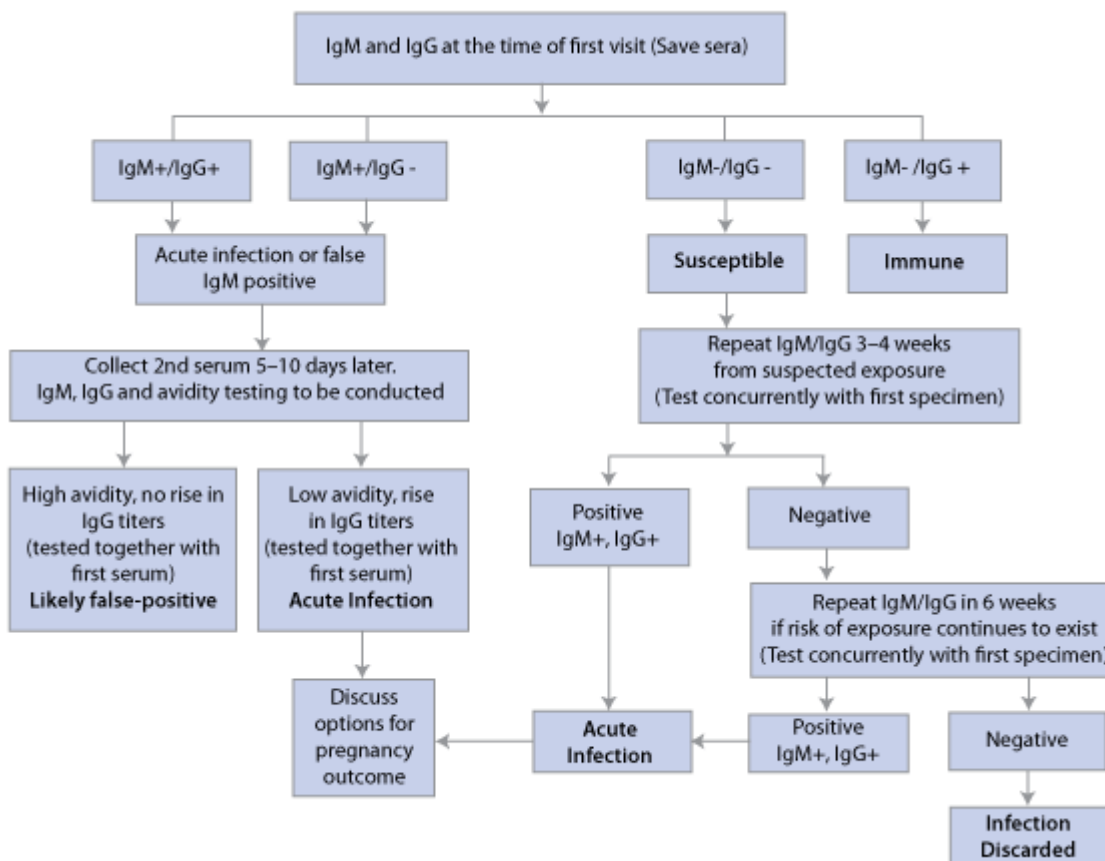 IgM and IgG at the time of first visit (Save sera)
IgM+/IgG+
IgM+/IgG -
IgM-/IgG -
IgM- /IgG +
Acute infection or false
IgM positive
Susceptible
Immune
Collect 2nd serum 5–10 days later.
IgM, IgG and avidity testing to be conducted
Repeat IgM/IgG 3–4 weeks
from suspected exposure
(Test concurrently with first specimen)
High avidity, no rise in
IgG titers
(tested together with
first serum)
Likely false-positive
Low avidity, rise
in IgG titers
(tested together with
first serum)
Acute Infection
Positive
IgM+, IgG+
Negative
Repeat IgM/IgG in 6 weeks
if risk of exposure continues to exist
(Test concurrently with first specimen)
Discuss
options for
pregnancy
outcome
Acute
Infection
Positive
IgM+, IgG+
Negative
Infection
Discarded